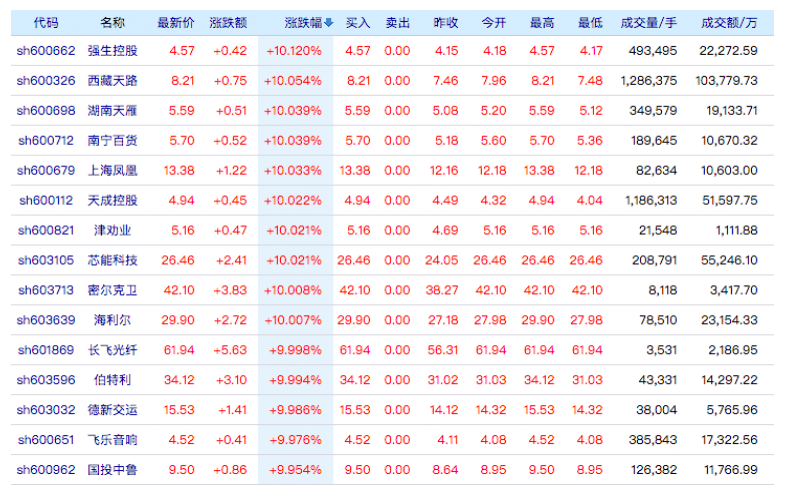 代码 名称 最新价 涨跌额 涨跌幅 买入 卖出 昨收 今开 最高 最低 成交量/手 成交额/万
sh600662 强生控股 4.57 +0.42 +10.120% 4.57 0.00 4.15 4.18 4.57 4.17 493,495 22,272.59
sh600326 西藏天路 8.21 +0.75 +10.054% 8.21 0.00 7.46 7.96 8.21 7.48 1,286,375 103,779.73
sh600698 湖南天雁 5.59 +0.51 +10.039% 5.59 0.00 5.08 5.20 5.59 5.12 349,579 19,133.71
sh600712 南宁百货 5.70 +0.52 +10.039% 5.70 0.00 5.18 5.60 5.70 5.36 189,645 10,670.32
sh600679 上海凤凰 13.38 +1.22 +10.033% 13.38 0.00 12.16 12.18 13.38 12.18 82,634 10,603.00
sh600112 天成控股 4.94 +0.45 +10.022% 4.94 0.00 4.49 4.32 4.94 4.04 1,186,313 51,597.75
sh600821 津劝业 5.16 +0.47 +10.021% 5.16 0.00 4.69 5.16 5.16 5.16 21,548 1,111.88
sh603105 芯能科技 26.46 +2.41 +10.021% 26.46 0.00 24.05 26.46 26.46 26.46 208,791 55,246.10
sh603713 密尔克卫 42.10 +3.83 +10.008% 42.10 0.00 38.27 42.10 42.10 42.10 8,118 3,417.70
sh603639 海利尔 29.90 +2.72 +10.007% 29.90 0.00 27.18 27.98 29.90 27.98 78,510 23,154.33
sh601869 长飞光纤 61.94 +5.63 +9.998% 61.94 0.00 56.31 61.94 61.94 61.94 3,531 2,186.95
sh603596 伯特利 34.12 +3.10 +9.994% 34.12 0.00 31.02 31.03 34.12 31.03 43,331 14,297.22
sh603032 德新交运 15.53 +1.41 +9.986% 15.53 0.00 14.12 14.32 15.53 14.32 38,004 5,765.96
sh600651 飞乐音响 4.52 +0.41 +9.976% 4.52 0.00 4.11 4.08 4.52 4.08 385,843 17,322.56
sh600962 国投中鲁 9.50 +0.86 +9.954% 9.50 0.00 8.64 8.95 9.50 8.95 126,382 11,766.99